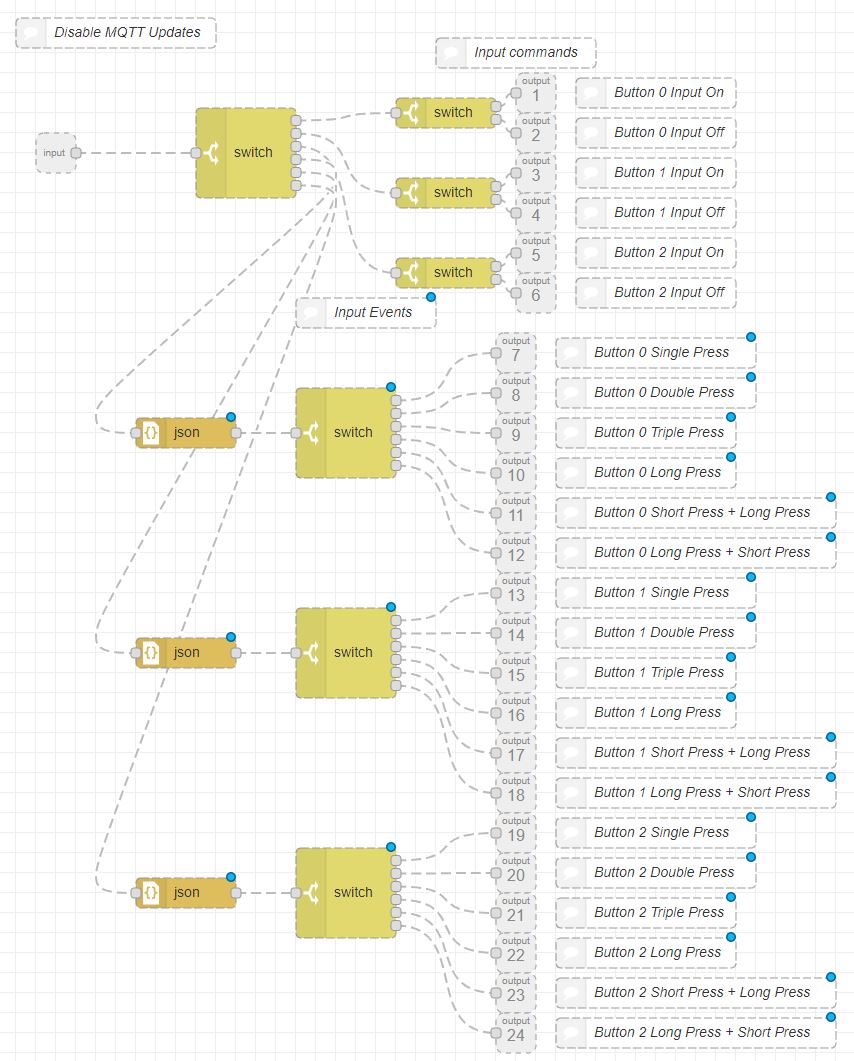 Disable MQTT Updates
Input commands
input
switch
switch
output
1
Button 0 Input On
output
2
Button 0 Input Off
switch
output
3
Button 1 Input On
output
4
Button 1 Input Off
switch
output
5
Button 2 Input On
output
6
Button 2 Input Off
Input Events
output
7
Button 0 Single Press
output
8
Button 0 Double Press
json
switch
output
9
Button 0 Triple Press
output
10
Button 0 Long Press
output
11
Button 0 Short Press + Long Press
output
12
Button 0 Long Press + Short Press
output
13
Button 1 Single Press
output
14
Button 1 Double Press
json
switch
output
15
Button 1 Triple Press
output
16
Button 1 Long Press
output
17
Button 1 Short Press + Long Press
output
18
Button 1 Long Press + Short Press
output
19
Button 2 Single Press
output
20
Button 2 Double Press
json
switch
output
21
Button 2 Triple Press
output
22
Button 2 Long Press
output
23
Button 2 Short Press + Long Press
output
24
Button 2 Long Press + Short Press